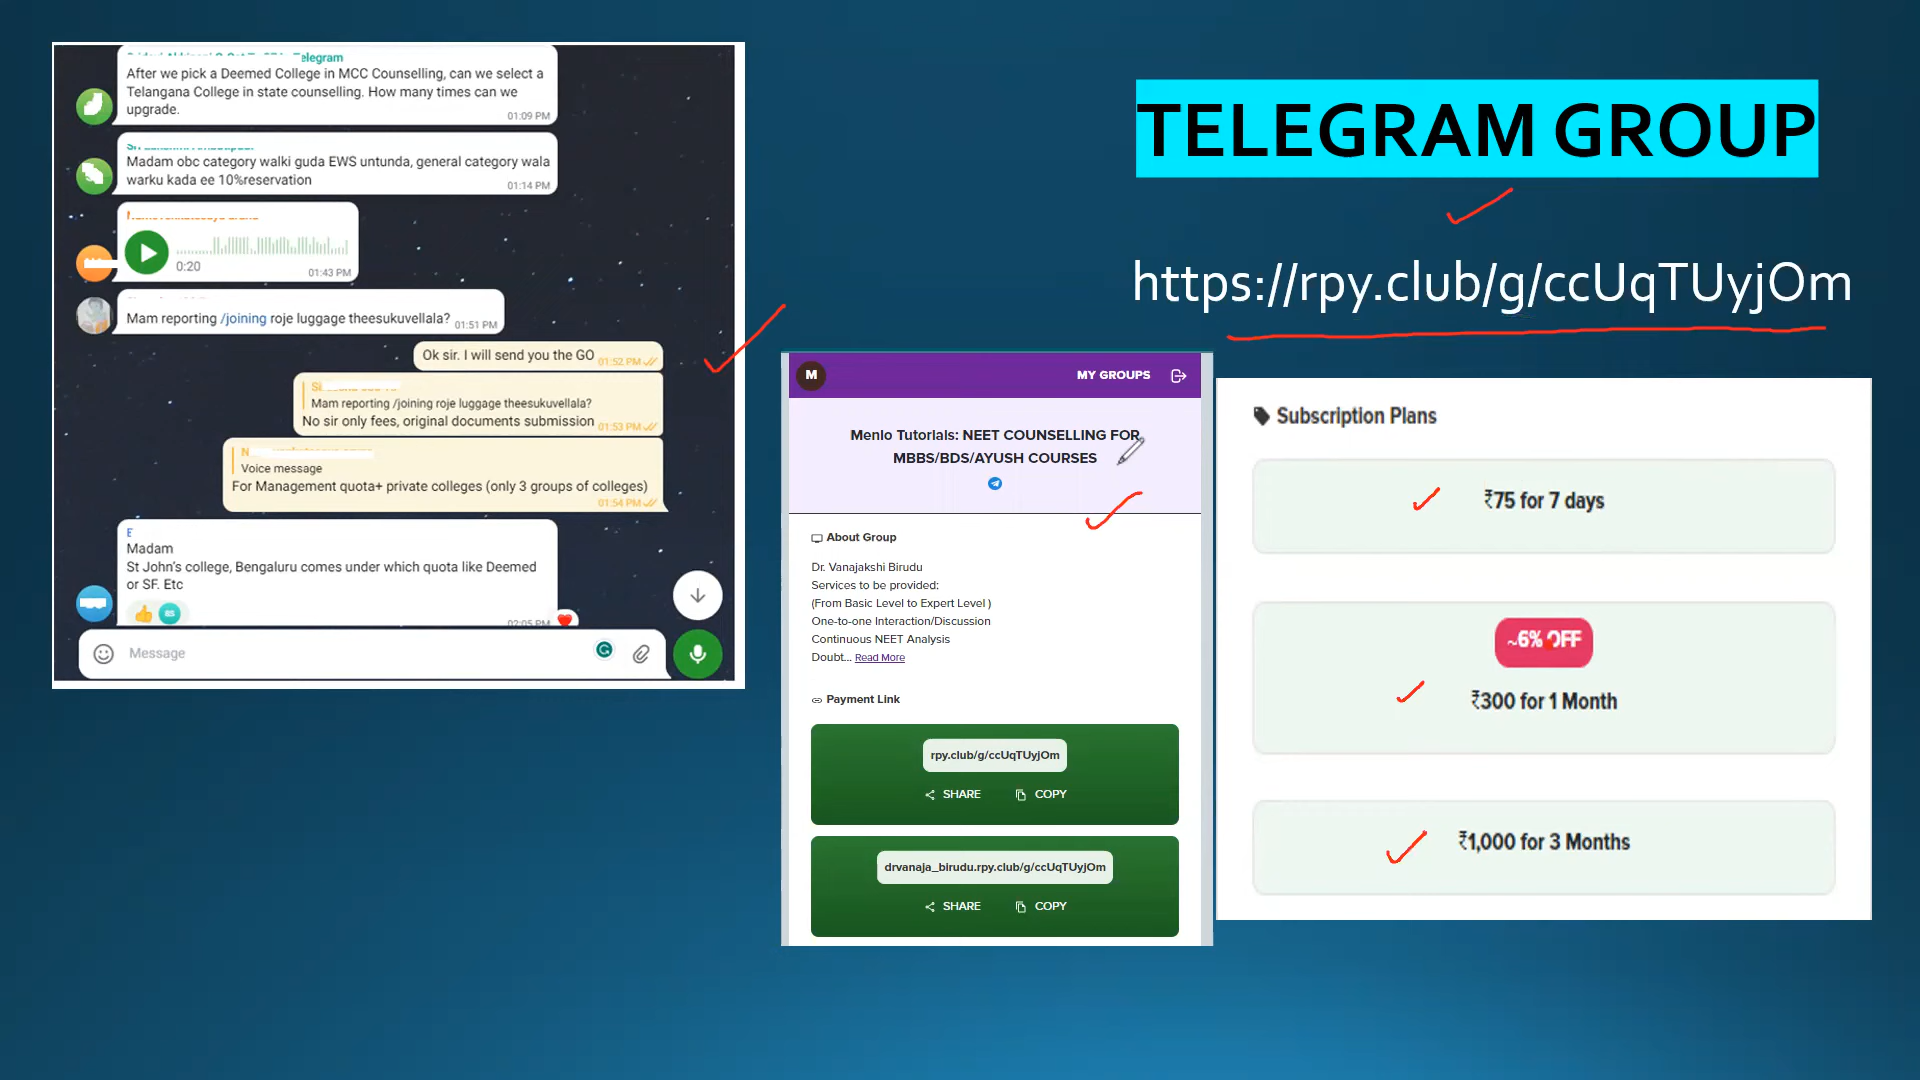 elegram
After we pick a Deemed College in MCC Counselling, can we select a
Telangana College in state counselling. How many times can we
upgrade.
01:09 PM
Madam obc category walki guda EWS untunda, general category wala
warku kada ee 10%reservation
01:14 PM
0:20
01:43 PM
Mam reporting /joining roje luggage theesukuvellala? 01:51 PM
Ok sir. I will send you the GO 01:52 PM
Mam reporting /joining roje luggage theesukuvellala?
No sir only fees, original documents submission 01:53 PM
N
Voice message
For Management quota+ private colleges (only 3 groups of colleges)
01:54 PM
Madam
St John's college, Bengaluru comes under which quota like Deemed
or SF. Etc
BS
02:05 PM
Message
TELEGRAM GROUP
https://rpy.club/g/ccUqTUyjOm
M
MY GROUPS
Menlo Tutorials: NEET COUNSELLING FOR
MBBS/BDS/AYUSH COURSES
About Group
Dr. Vanajakshi Birudu
Services to be provided:
(From Basic Level to Expert Level )
One-to-one Interaction/Discussion
Continuous NEET Analysis
Doubt... Read More
Payment Link
rpy.club/g/ccUqTUyjOm
SHARE COPY
drvanaja_birudu.rpy.club/g/ccUqTUyjOm
SHARE COPY
Subscription Plans
₹75 for 7 days
~6% OFF
₹300 for 1 Month
₹1,000 for 3 Months